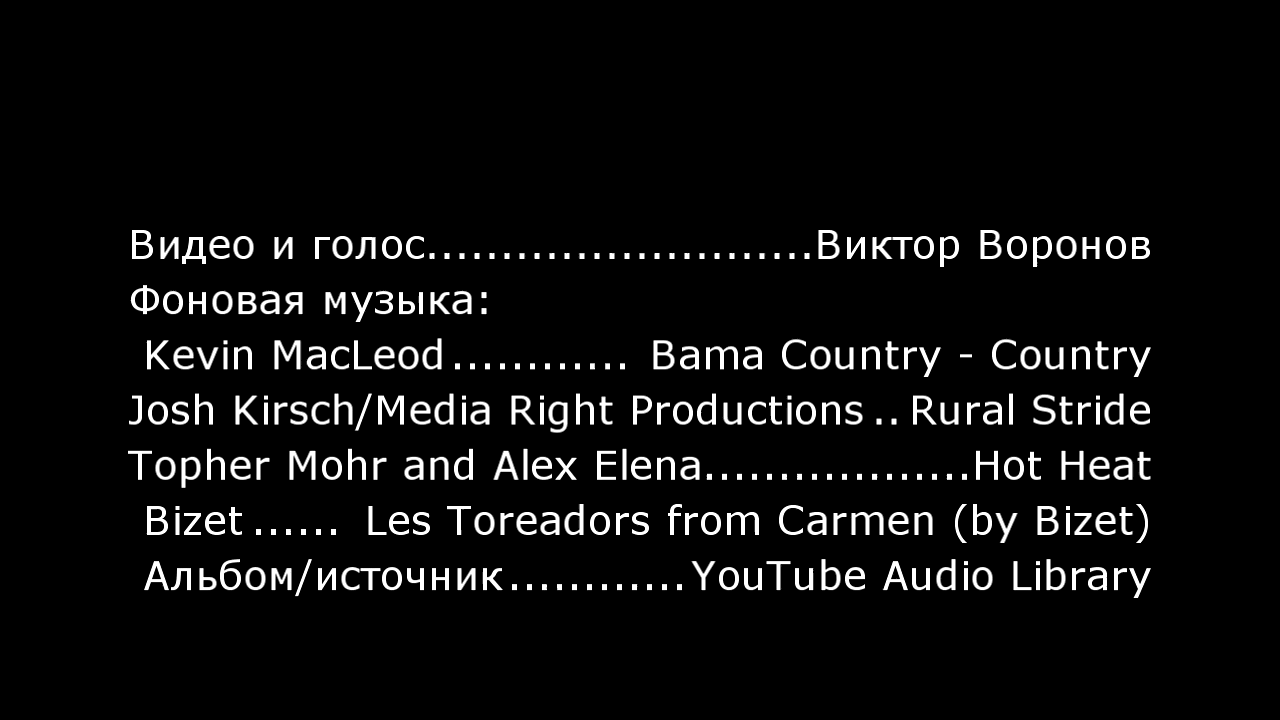 Видео и голос..........................Виктор Воронов
Фоновая музыка:
Kevin MacLeod............ Bama Country - Country
Josh Kirsch/Media Right Productions..Rural Stride
Topher Mohr and Alex Elena..................Hot Heat
Bizet...... Les Toreadors from Carmen (by Bizet)
Альбом/источник............YouTube Audio Library